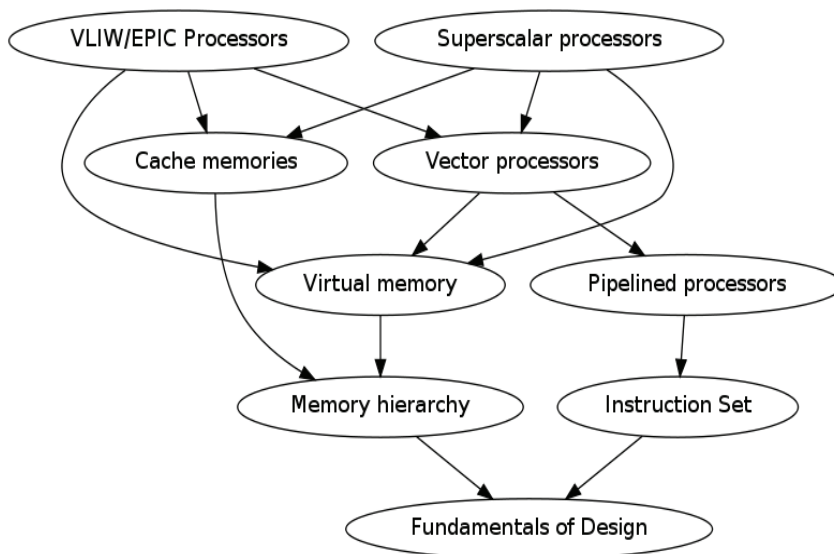 VLIW/EPIC Processors
Superscalar processors
Cache memories
Vector processors
Virtual memory
Pipelined processors
Memory hierarchy
Instruction Set
Fundamentals of Design